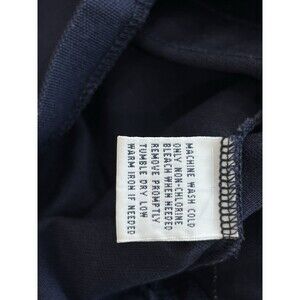 MACHINE WASH COLD
ONLY NON-CHLORINE
BLEACH WHEN NEEDED
REMOVE PROMPTLY
TUMBLE DRY LOW
WARM IRON IF NEEDED